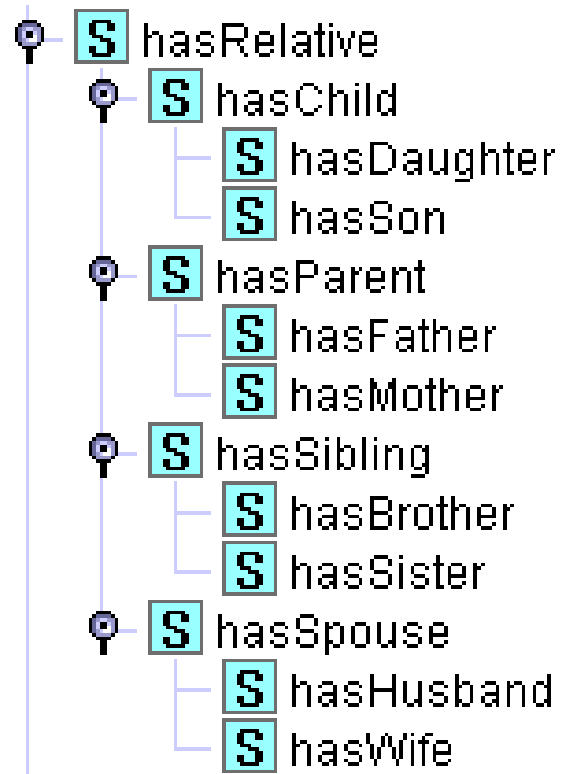 S hasRelative
S hasChild
S hasDaughter
S hasSon
S hasParent
S hasFather
S hasMother
S hasSibling
S hasBrother
S hasSister
S hasSpouse
S hasHusband
S hasWife